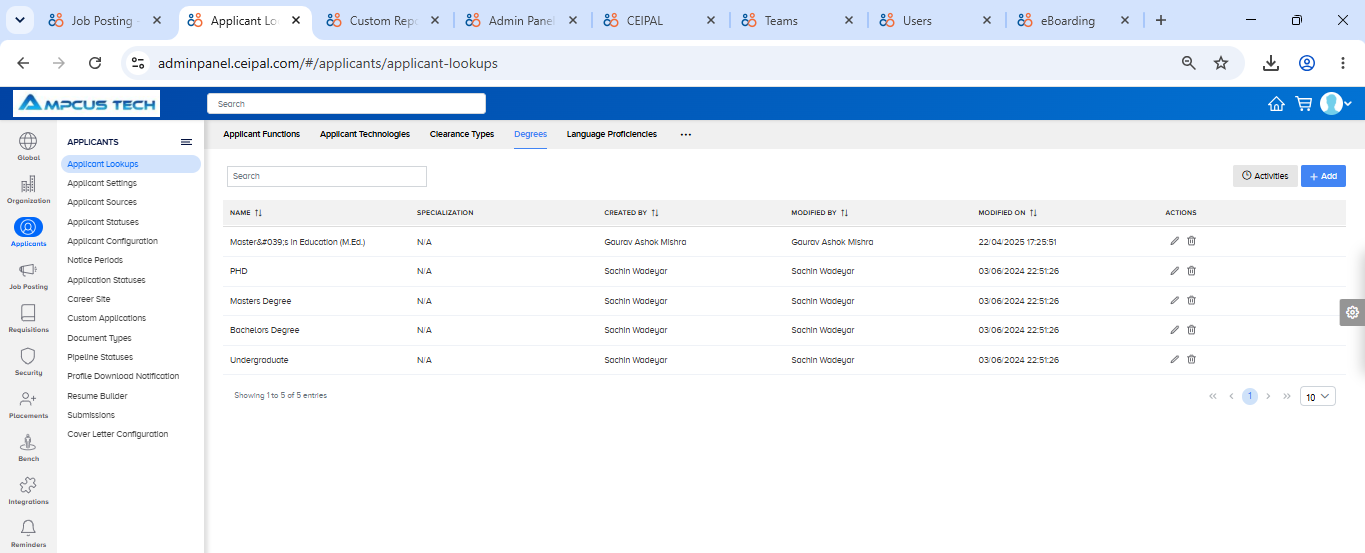 Job Posting -
Applicant Lo
Custom Repo
Admin Panel
CEIPAL
Teams
Users
eBoarding
adminpanel.ceipal.com/#/applicants/applicant-lookups
AMPCUS TECH
Search
Global
Organization
Applicants
Job Posting
Requisitions
Security
Placements
Bench
Integrations
Reminders
APPLICANTS
Applicant Lookups
Applicant Settings
Applicant Sources
Applicant Statuses
Applicant Configuration
Notice Periods
Application Statuses
Career Site
Custom Applications
Document Types
Pipeline Statuses
Profile Download Notification
Resume Builder
Submissions
Cover Letter Configuration
Applicant Functions Applicant Technologies Clearance Types Degrees Language Proficiencies ...
Search
Activities
+ Add
NAME SPECIALIZATION CREATED BY MODIFIED BY MODIFIED ON ACTIONS
Master&#039;s in Education (M.Ed.) N/A Gaurav Ashok Mishra Gaurav Ashok Mishra 22/04/2025 17:25:51
PHD N/A Sachin Wadeyar Sachin Wadeyar 03/06/2024 22:51:26
Masters Degree N/A Sachin Wadeyar Sachin Wadeyar 03/06/2024 22:51:26
Bachelors Degree N/A Sachin Wadeyar Sachin Wadeyar 03/06/2024 22:51:26
Undergraduate N/A Sachin Wadeyar Sachin Wadeyar 03/06/2024 22:51:26
Showing 1 to 5 of 5 entries
« ‹ 1 › » 10